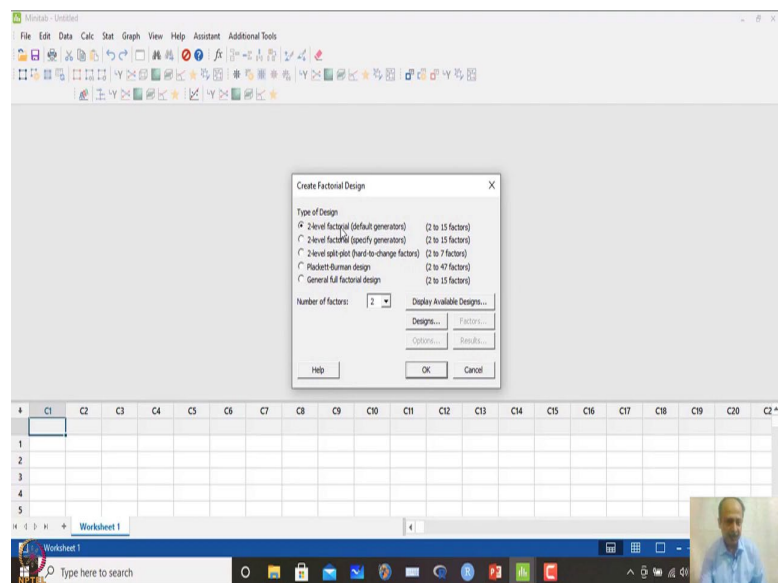 Minitab - Untitled
File Edit Data Calc Stat Graph View Help Assistant Additional Tools
Create Factorial Design X
Type of Design
2-level factorial (default generators) (2 to 15 factors)
2-level factorial (specify generators) (2 to 15 factors)
2-level split-plot (hard-to-change factors) (2 to 7 factors)
Plackett-Burman design (2 to 47 factors)
General full factorial design (2 to 15 factors)
Number of factors: 2 Display Available Designs...
Designs... Factors...
Options... Results...
Help OK Cancel
C1 C2 C3 C4 C5 C6 C7 C8 C9 C10 C11 C12 C13 C14 C15 C16 C17 C18 C19 C20
1
2
3
4
5
Worksheet 1
Worksheet 1
Type here to search
NPTEL